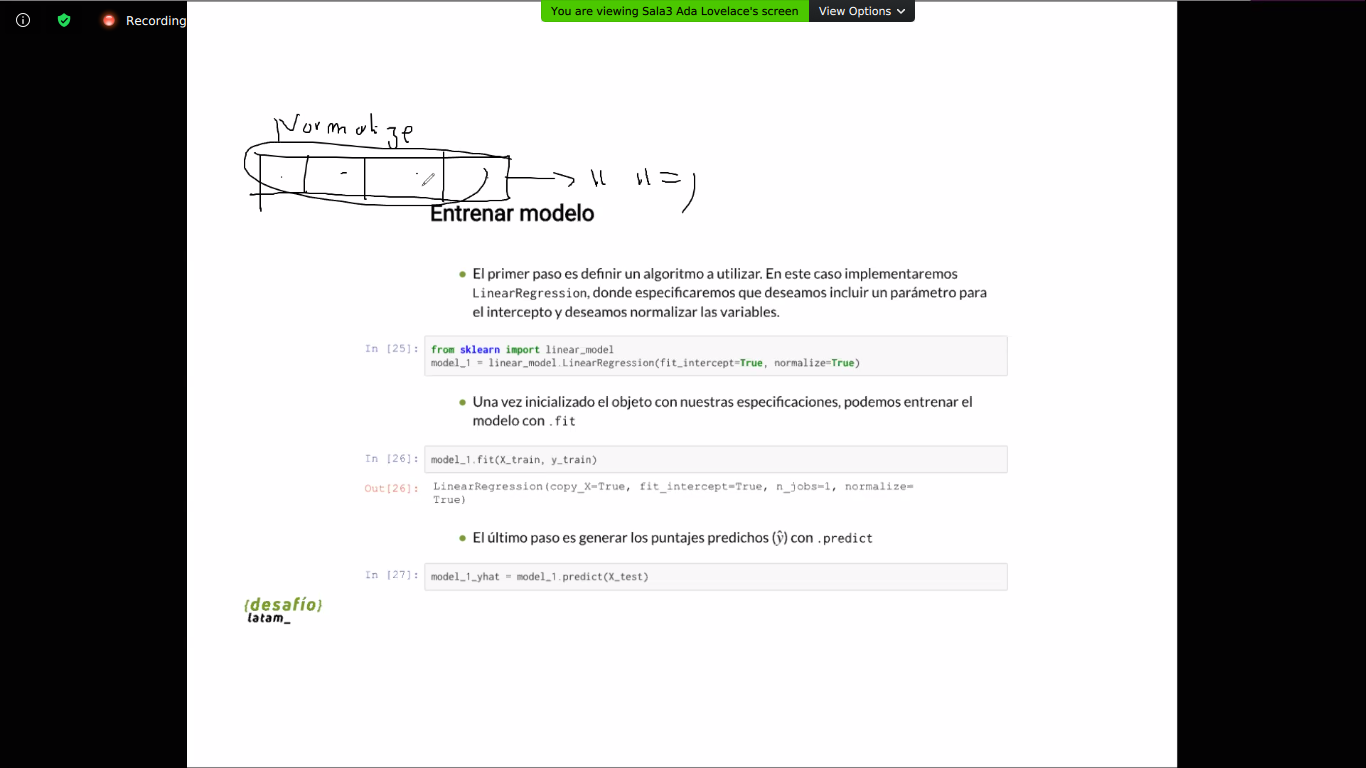 Recording
You are viewing Sala3 Ada Lovelace's screen
View Options
Normalize
Entrenar modelo
El primer paso es definir un algoritmo a utilizar. En este caso implementaremos
LinearRegression, donde especificaremos que deseamos incluir un parámetro para
el intercepto y deseamos normalizar las variables.
In [25]:
from sklearn import linear_model
model_1 = linear_model.LinearRegression(fit_intercept=True, normalize=True)
Una vez inicializado el objeto con nuestras especificaciones, podemos entrenar el
modelo con .fit
In [26]:
model_1.fit(X_train, y_train)
Out[26]:
LinearRegression(copy_X=True, fit_intercept=True, n_jobs=1, normalize=
True)
El último paso es generar los puntajes predichos (ŷ) con .predict
In [27]:
model_1_yhat = model_1.predict(X_test)
{desafío}
latam_